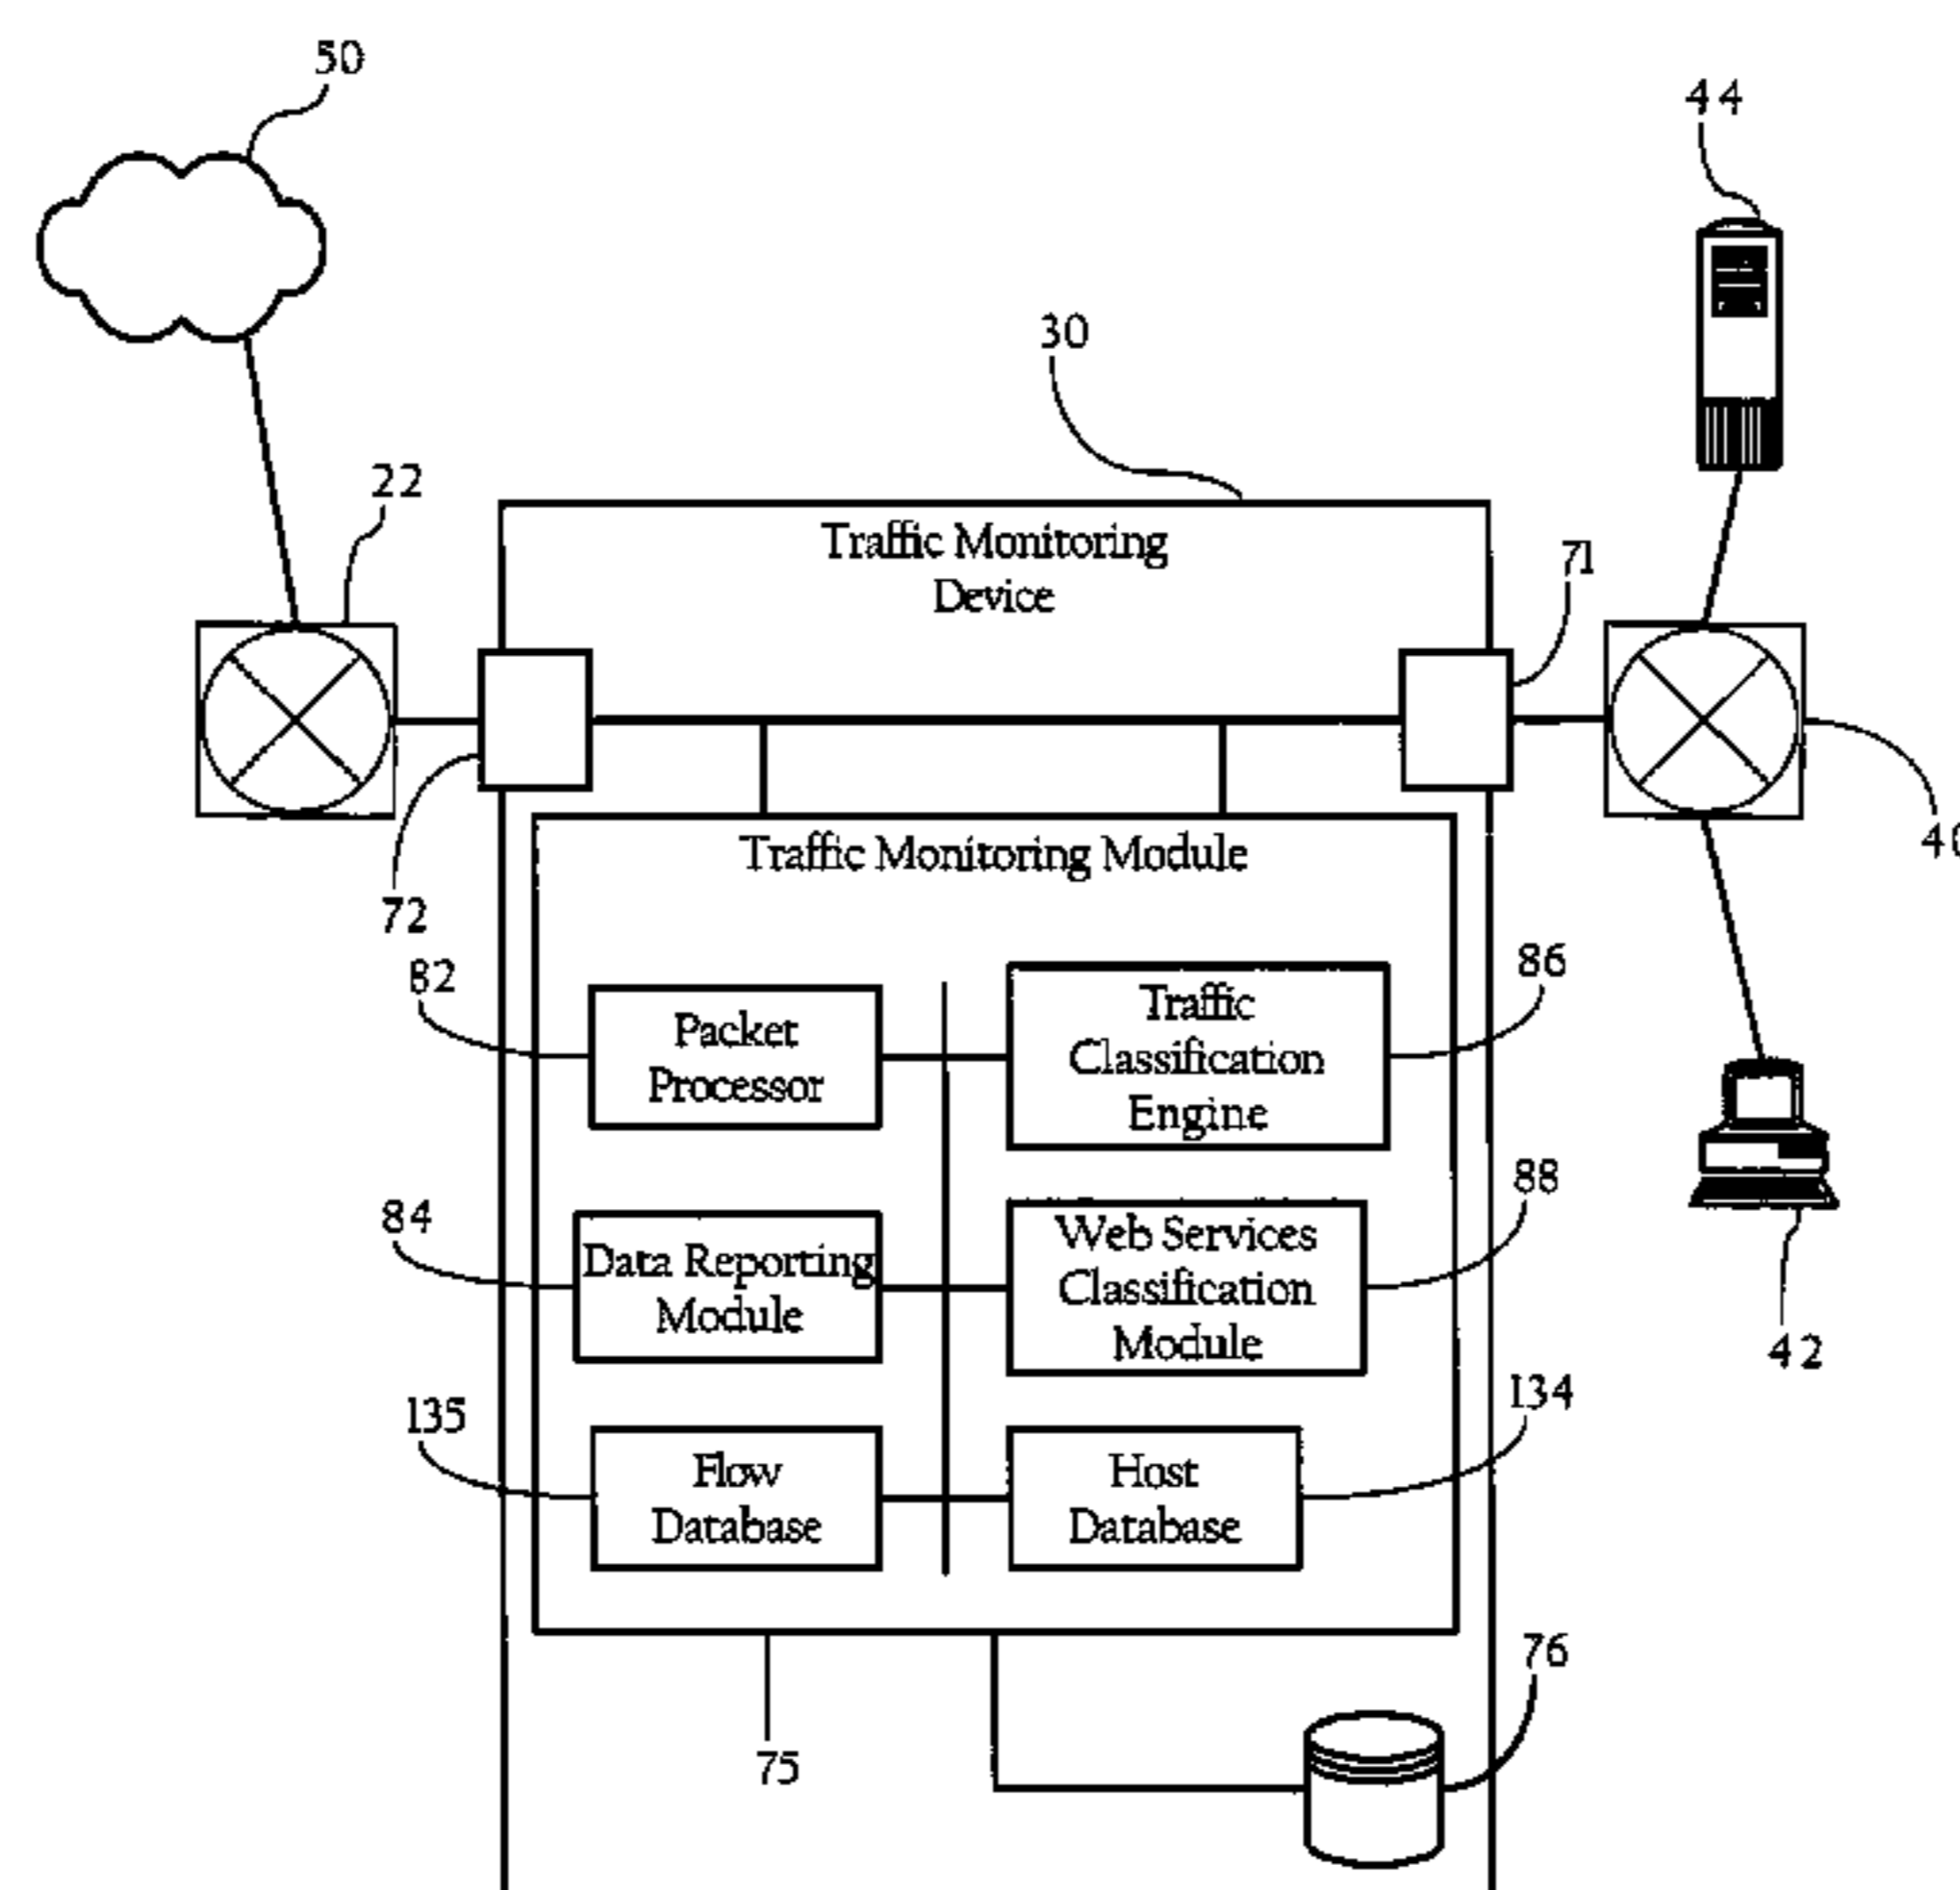 50
44
30
22
Traffic Monitoring
Device
71
40
72
Traffic Monitoring Module
82
86
Packet
Processor
Traffic
Classification
Engine
84
88
Data Reporting
Module
Web Services
Classification
Module
42
135
134
Flow
Database
Host
Database
76
75